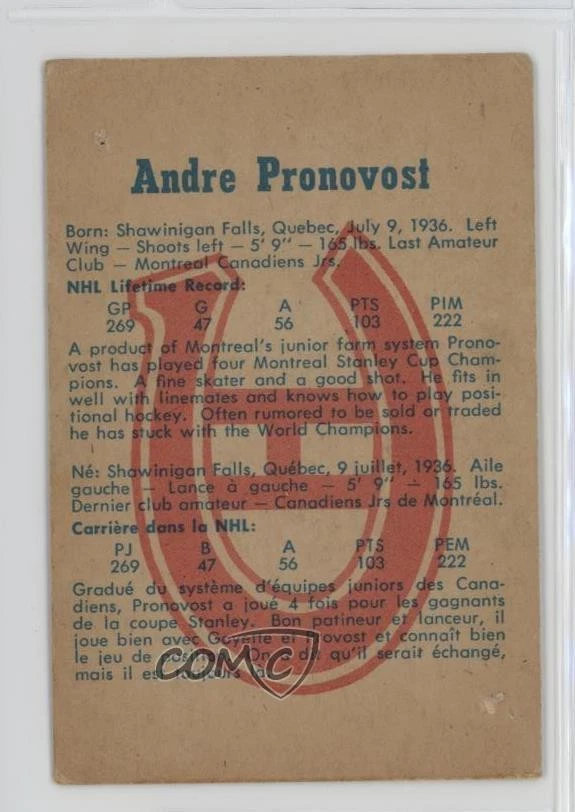 Andre Pronovost
Born: Shawinigan Falls, Quebec, July 9, 1936. Left
Wing — Shoots left — 5' 9" — 165 lbs. Last Amateur
Club — Montreal Canadiens Jrs.
NHL Lifetime Record:
GP G A PTS PIM
269 47 56 103 222
A product of Montreal's junior farm system Prono-
vost has played four Montreal Stanley Cup Cham-
pions. A fine skater and a good shot. He fits in
well with linemates and knows how to play posi-
tional hockey. Often rumored to be sold or traded
he has stuck with the World Champions.
Né: Shawinigan Falls, Québec, 9 juillet, 1936. Aile
gauche — Lance à gauche — 5' 9" — 165 lbs.
Dernier club amateur — Canadiens Jrs de Montréal.
Carrière dans la NHL:
PJ B A PTS PEM
269 47 56 103 222
Gradué du système d'équipes juniors des Cana-
diens, Pronovost a joué 4 fois pour les gagnants
de la coupe Stanley. Bon patineur et lanceur, il
joue bien avec Goyette et Provost et connaît bien
le jeu de position. On a dit qu'il serait échangé,
mais il est toujours là.
COMC